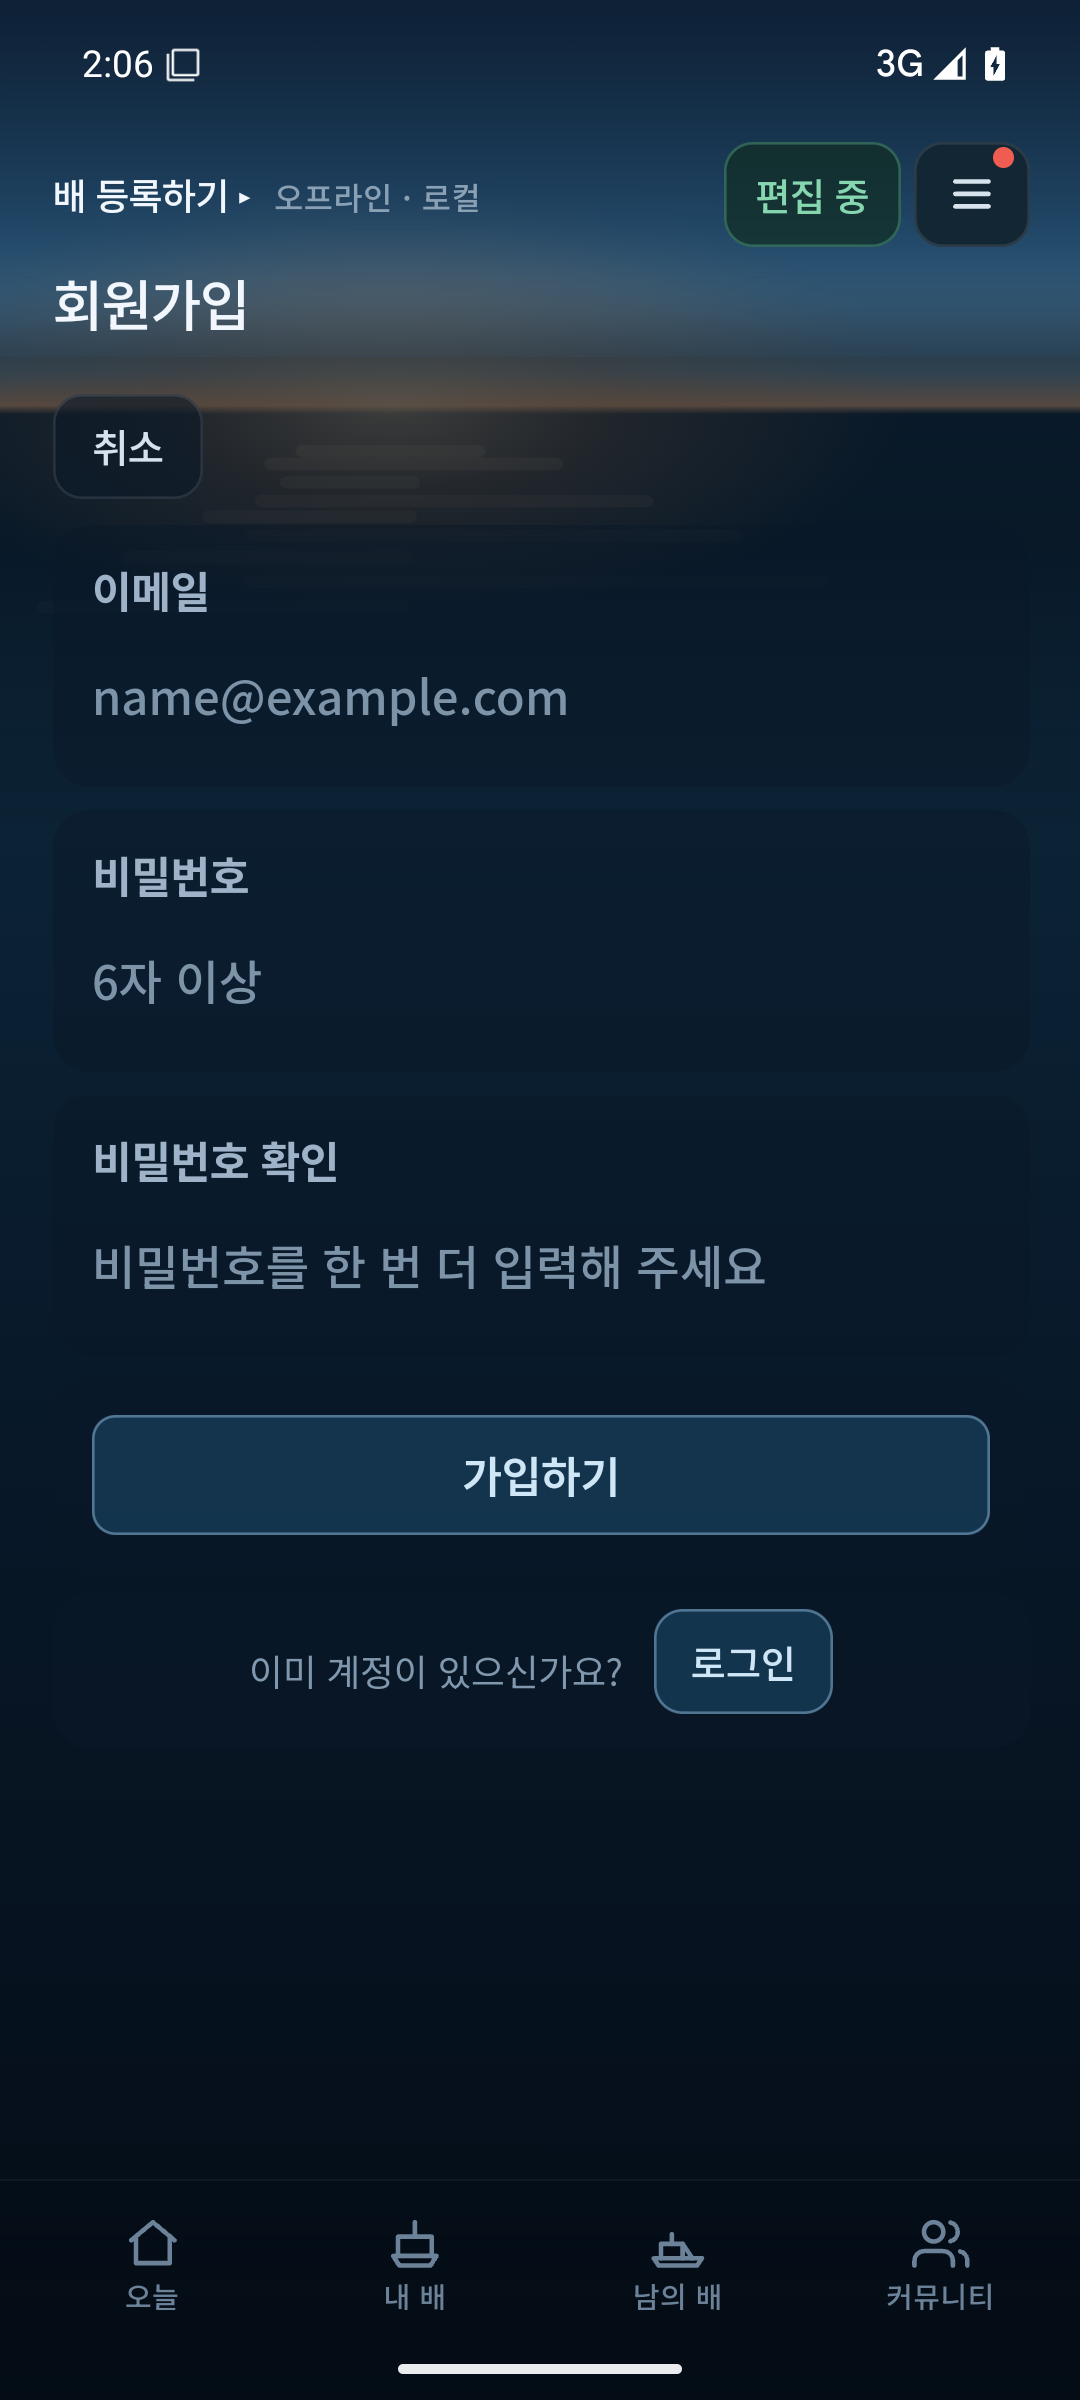 2:06
3G
배 등록하기 ▸ 오프라인 · 로컬
편집 중
회원가입
취소
이메일
name@example.com
비밀번호
6자 이상
비밀번호 확인
비밀번호를 한 번 더 입력해 주세요
가입하기
이미 계정이 있으신가요?
로그인
오늘
내 배
남의 배
커뮤니티